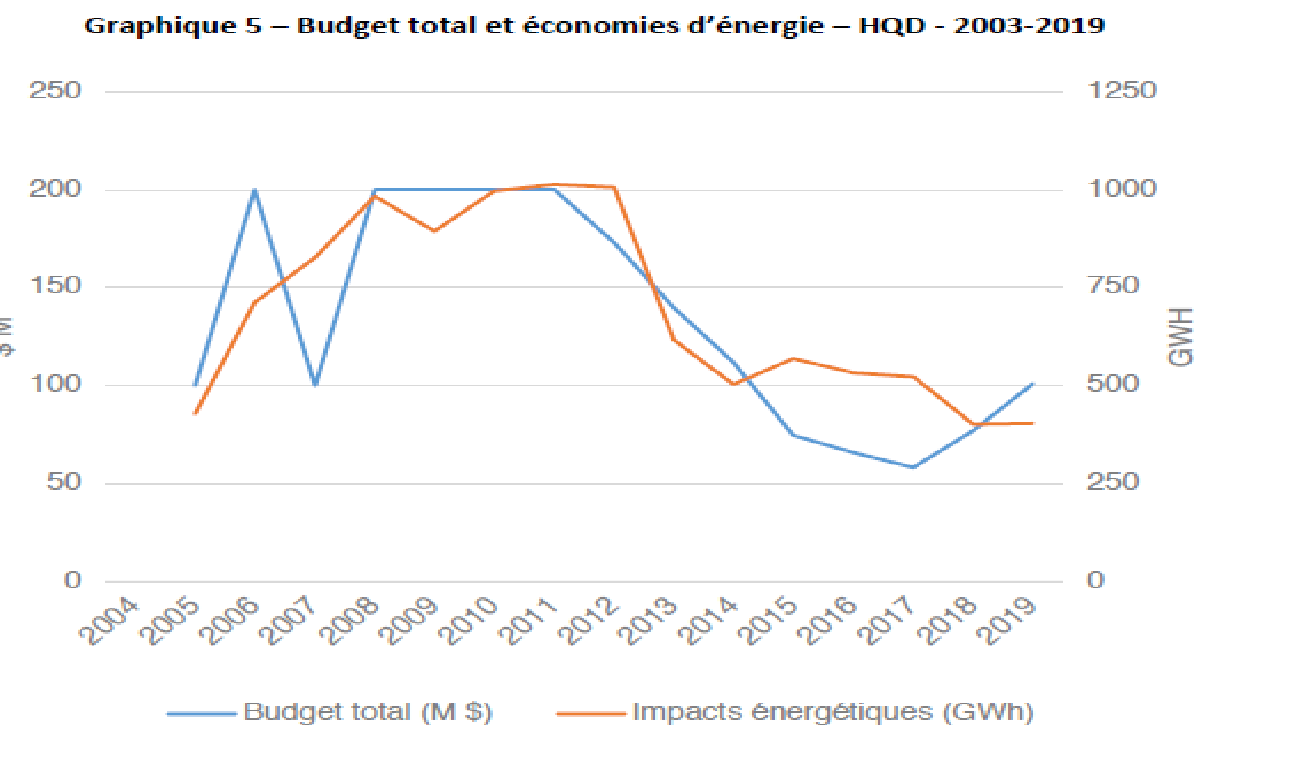 Graphique 5 – Budget total et économies d’énergie – HQD - 2003-2019
250
200
150
100
50
0
$ M
1250
1000
750
500
250
0
GWH
2004 2005 2006 2007 2008 2009 2010 2011 2012 2013 2014 2015 2016 2017 2018 2019
Budget total (M $) Impacts énergétiques (GWh)